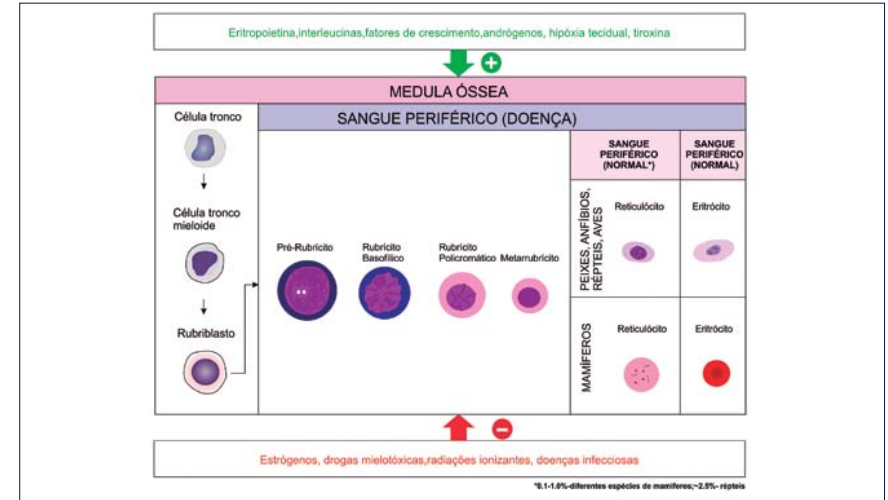 Eritropoietina,interleucinas,fatores de crescimento,andrógenos, hipóxia tecidual, tiroxina
MEDULA ÓSSEA
SANGUE PERIFÉRICO (DOENÇA)
Célula tronco
Célula tronco
mieloide
Rubriblasto
Pré-Rubrícito
Rubrícito
Basofílico
Rubrícito
Policromático
Metarrubrícito
SANGUE
PERIFÉRICO
(NORMAL*)
SANGUE
PERIFÉRICO
(NORMAL)
PEIXES, ANFÍBIOS,
RÉPTEIS, AVES
Reticulócito
Eritrócito
MAMÍFEROS
Reticulócito
Eritrócito
Estrógenos, drogas mielotóxicas,radiações ionizantes, doenças infecciosas
*0.1-1.0%-diferentes espécies de mamíferos;~2.5%- répteis